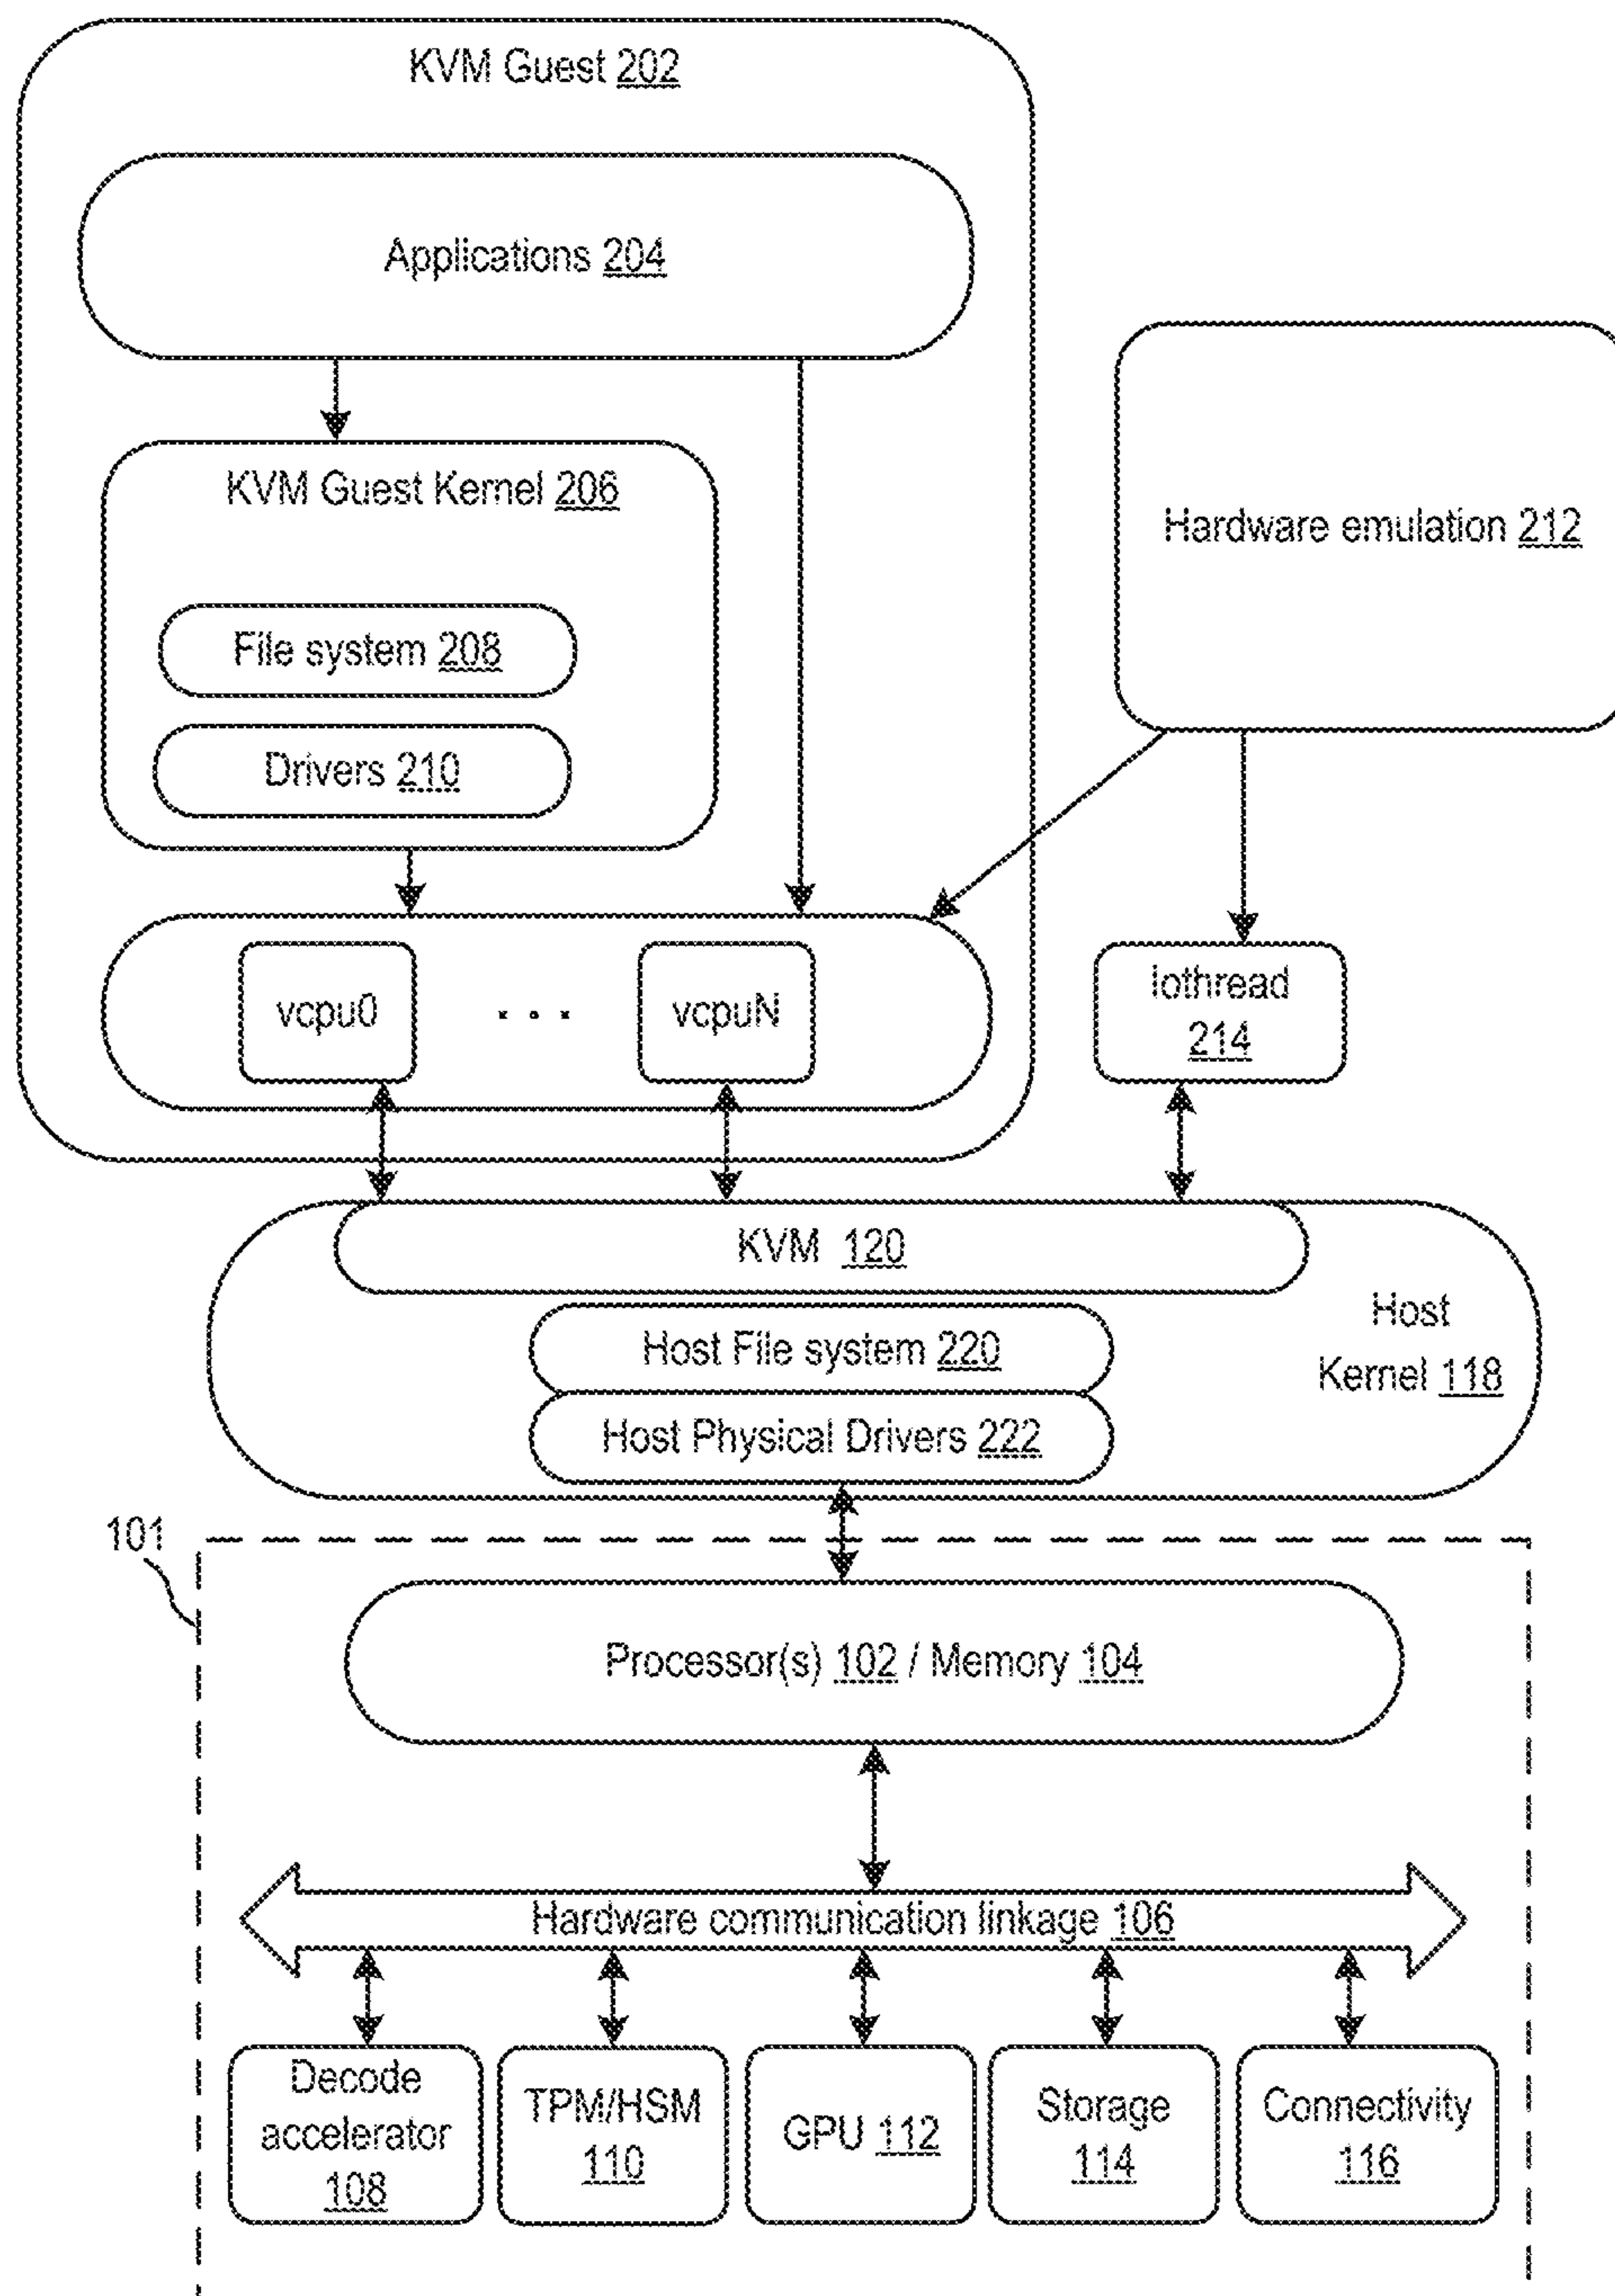 KVM Guest 202
Applications 204
KVM Guest Kernel 206
Hardware emulation 212
File system 208
Drivers 210
vcpu0
. . .
vcpuN
Iothread
214
KVM 120
Host File system 220
Host
Kernel 118
Host Physical Drivers 222
101
Processor(s) 102 / Memory 104
Hardware communication linkage 106
Decode
accelerator
108
TPM/HSM
110
GPU 112
Storage
114
Connectivity
116